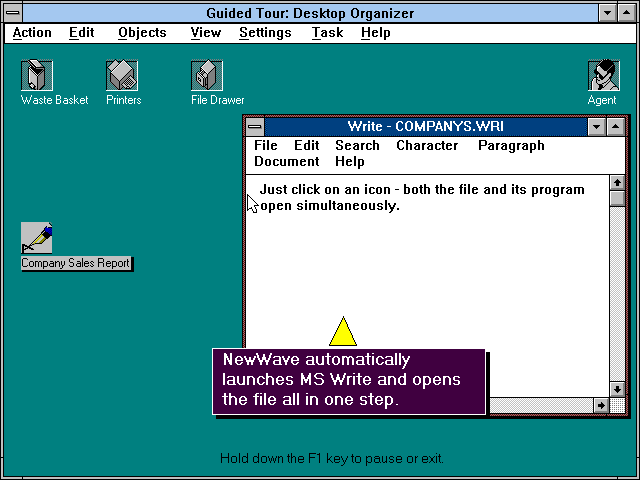 Guided Tour: Desktop Organizer
Action Edit Objects View Settings Task Help
Waste Basket Printers File Drawer Agent
Write - COMPANYS.WRI
File Edit Search Character Paragraph
Document Help
Just click on an icon - both the file and its program
open simultaneously.
Company Sales Report
NewWave automatically
launches MS Write and opens
the file all in one step.
Hold down the F1 key to pause or exit.